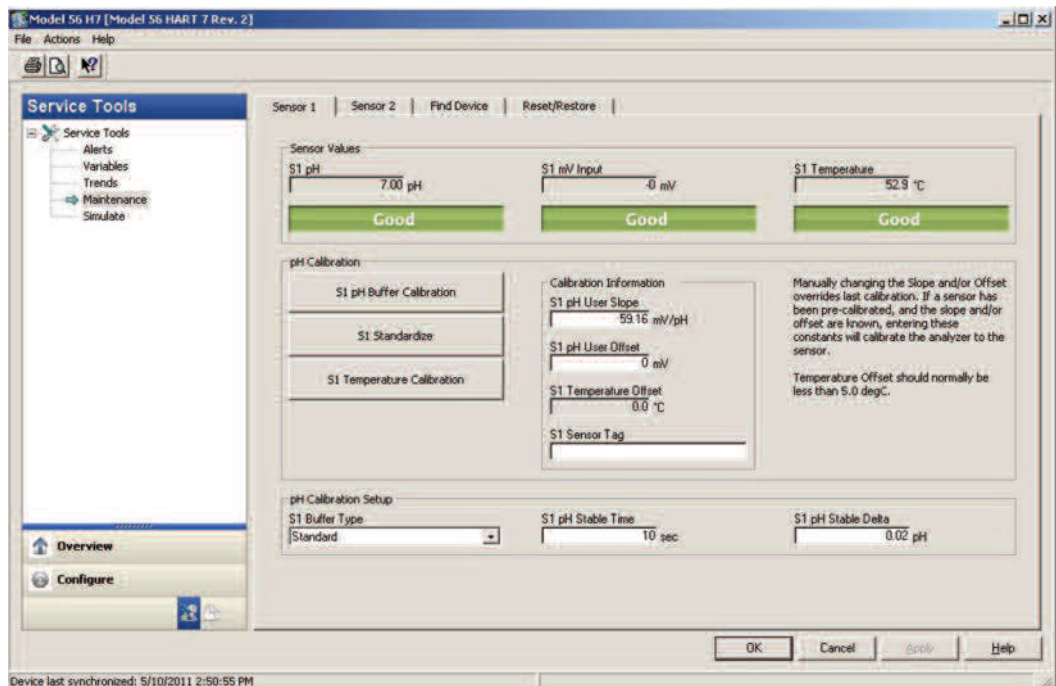 Model 56 H7 [Model 56 HART 7 Rev. 2]
File Actions Help
Service Tools
Service Tools
Alerts
Variables
Trends
Maintenance
Simulate
Overview
Configure
Sensor 1 Sensor 2 Find Device Reset/Restore
Sensor Values
S1 pH
7.00 pH
Good
S1 mV Input
-0 mV
Good
S1 Temperature
52.9 °C
Good
pH Calibration
S1 pH Buffer Calibration
S1 Standardize
S1 Temperature Calibration
Calibration Information
S1 pH User Slope
59.16 mV/pH
S1 pH User Offset
0 mV
S1 Temperature Offset
0.0 °C
S1 Sensor Tag
Manually changing the Slope and/or Offset
overrides last calibration. If a sensor has
been pre-calibrated, and the slope and/or
offset are known, entering these
constants will calibrate the analyzer to the
sensor.
Temperature Offset should normally be
less than 5.0 degC.
pH Calibration Setup
S1 Buffer Type
Standard
S1 pH Stable Time
10 sec
S1 pH Stable Delta
0.02 pH
OK Cancel Apply Help
Device last synchronized: 5/10/2011 2:50:55 PM